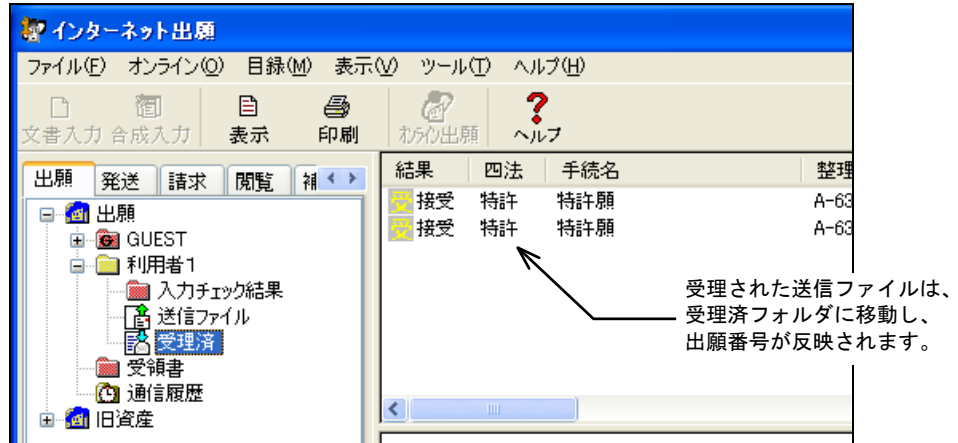 インターネット出願
ファイル(F) オンライン(O) 目録(M) 表示(V) ツール(T) ヘルプ(H)
文書入力 合成入力 表示 印刷 オンライン出願 ヘルプ
出願 発送 請求 閲覧 補
結果 四法 手続名 整理
受 接受 特許 特許願 A-63
受 接受 特許 特許願 A-63
出願
GUEST
利用者1
入力チェック結果
送信ファイル
受理済
受領書
通信履歴
旧資産
受理された送信ファイルは、
受理済フォルダに移動し、
出願番号が反映されます。